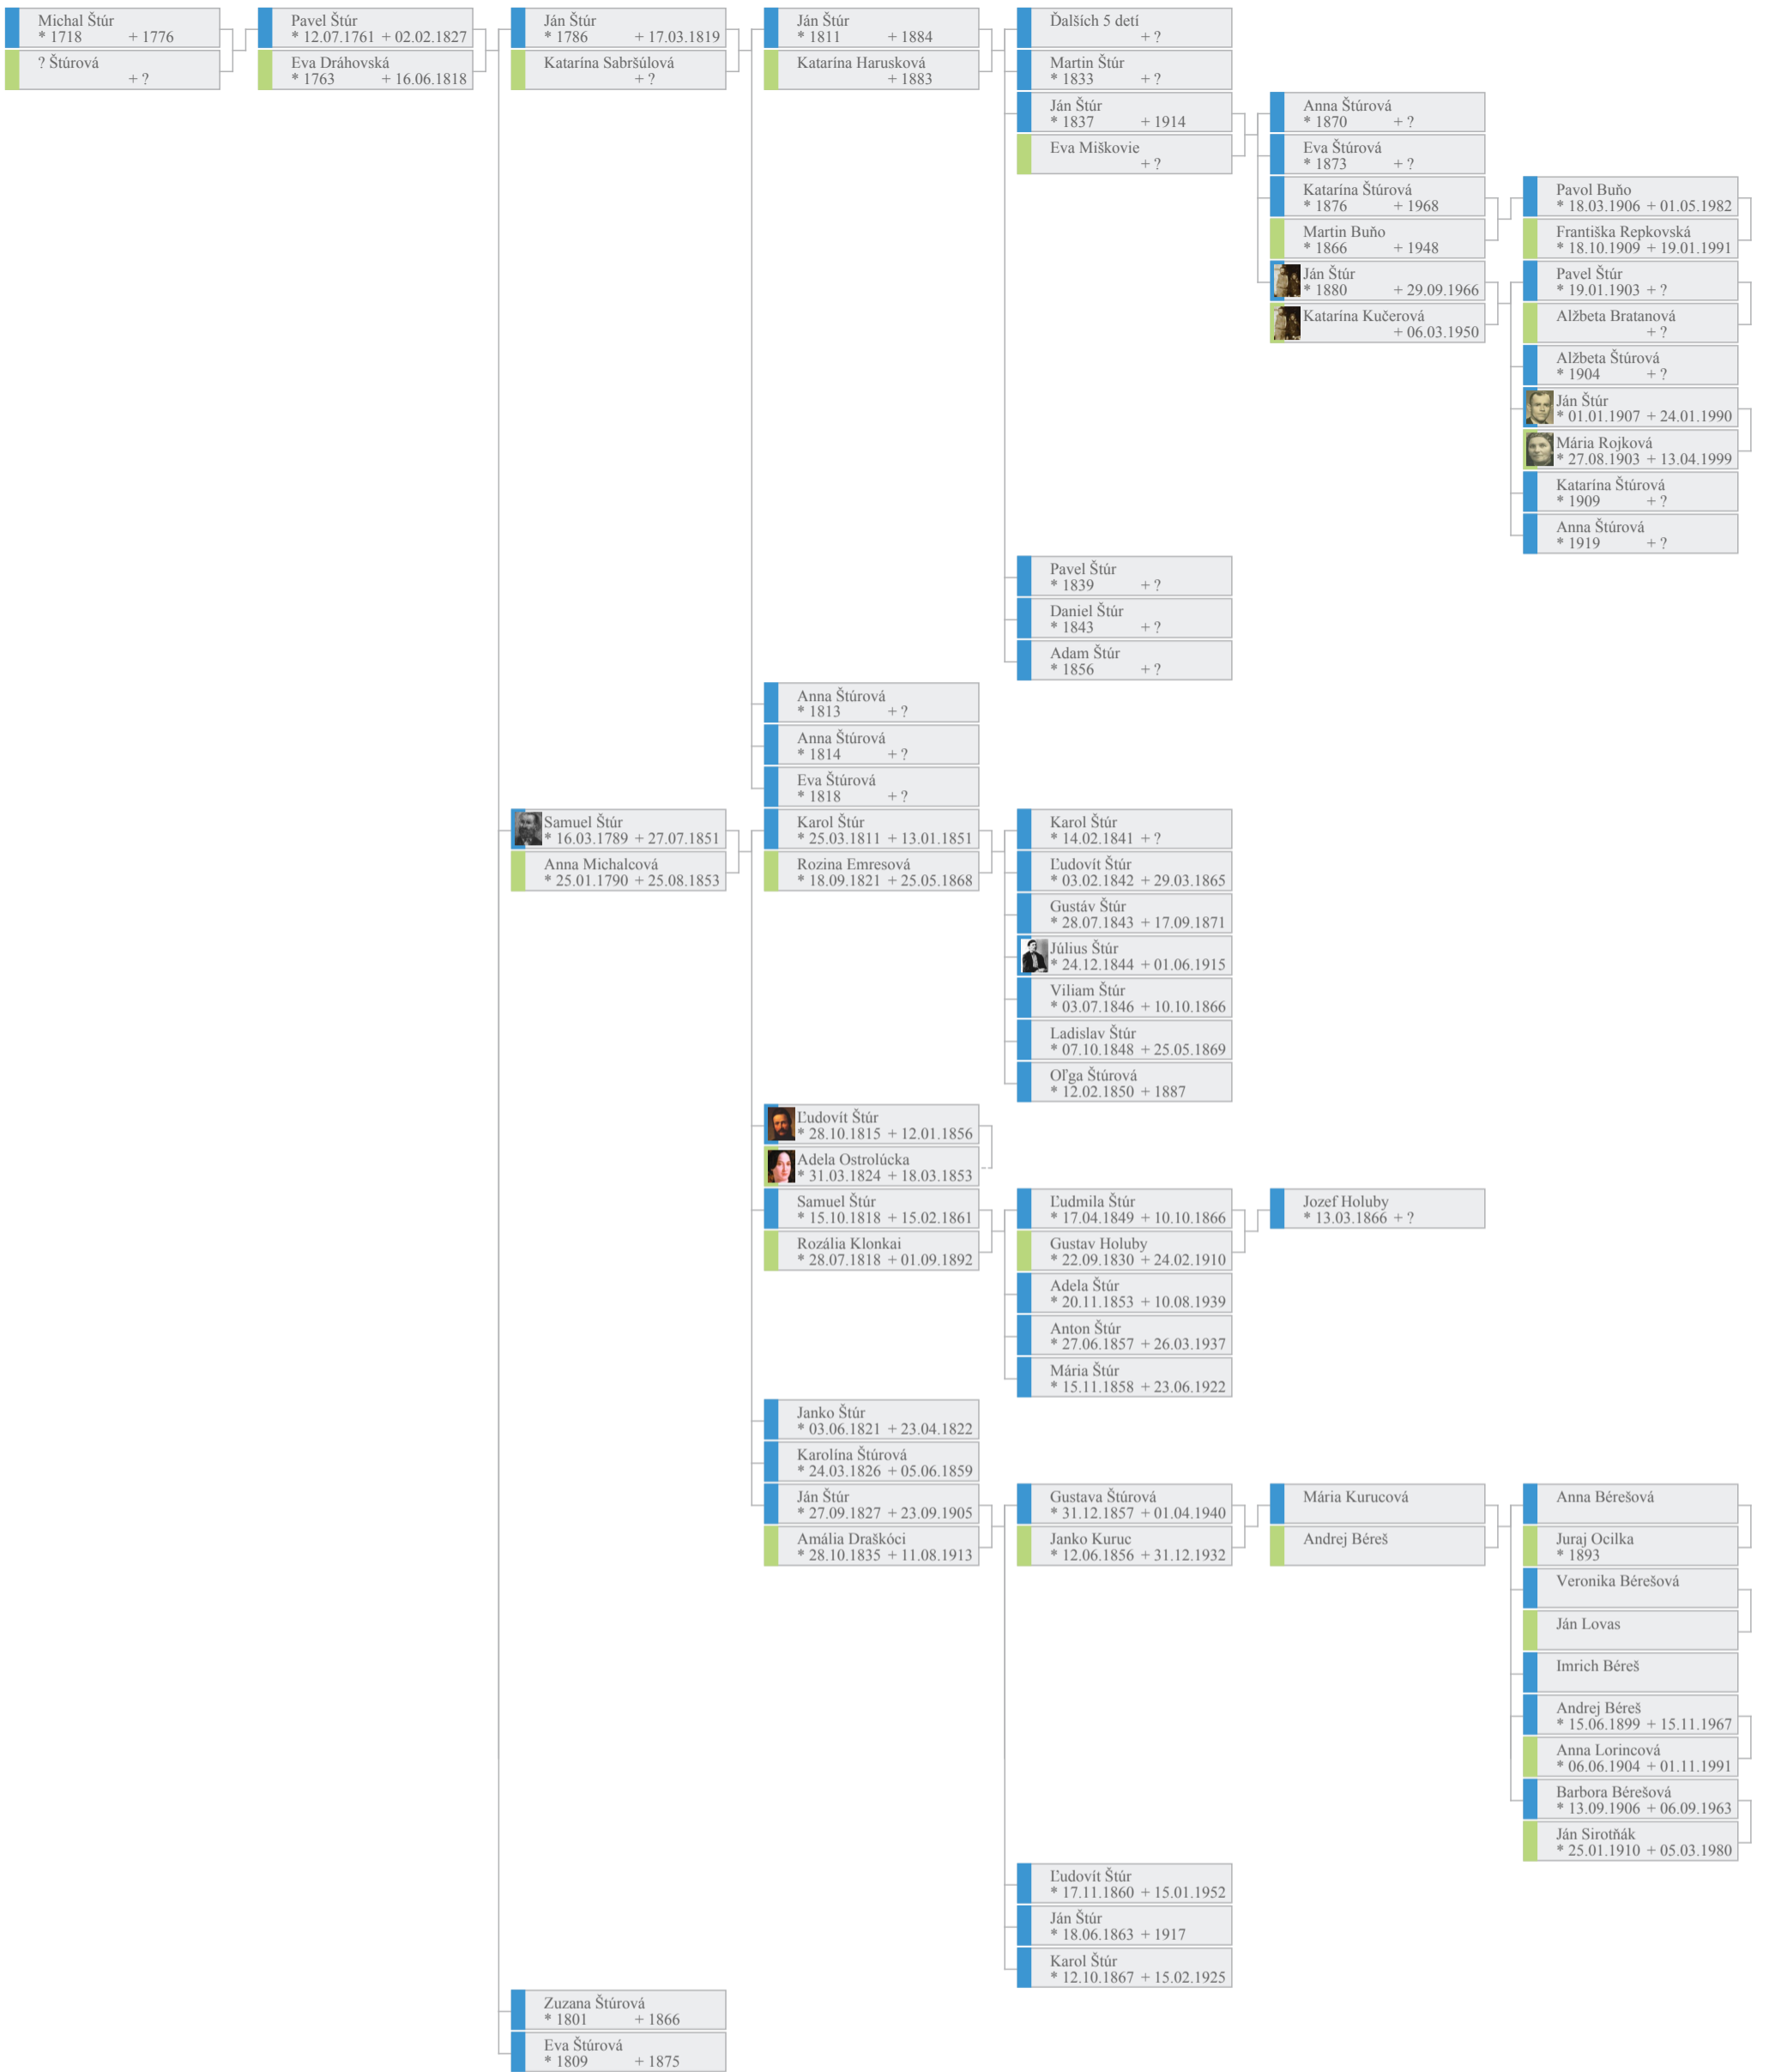 Michal Štúr
* 1718 + 1776
? Štúrová
+ ?
Pavel Štúr
* 12.07.1761 + 02.02.1827
Eva Dráhovská
* 1763 + 16.06.1818
Ján Štúr
* 1786 + 17.03.1819
Katarína Sabršúlová
+ ?
Ján Štúr
* 1811 + 1884
Katarína Harusková
+ 1883
Ďalších 5 detí
+ ?
Martin Štúr
* 1833 + ?
Ján Štúr
* 1837 + 1914
Eva Miškovie
+ ?
Anna Štúrová
* 1870 + ?
Eva Štúrová
* 1873 + ?
Katarína Štúrová
* 1876 + 1968
Martin Buňo
* 1866 + 1948
Ján Štúr
* 1880 + 29.09.1966
Katarína Kučerová
+ 06.03.1950
Pavol Buňo
* 18.03.1906 + 01.05.1982
Františka Repkovská
* 18.10.1909 + 19.01.1991
Pavel Štúr
* 19.01.1903 + ?
Alžbeta Bratanová
+ ?
Alžbeta Štúrová
* 1904 + ?
Ján Štúr
* 01.01.1907 + 24.01.1990
Mária Rojková
* 27.08.1903 + 13.04.1999
Katarína Štúrová
* 1909 + ?
Anna Štúrová
* 1919 + ?
Pavel Štúr
* 1839 + ?
Daniel Štúr
* 1843 + ?
Adam Štúr
* 1856 + ?
Anna Štúrová
* 1813 + ?
Anna Štúrová
* 1814 + ?
Eva Štúrová
* 1818 + ?
Samuel Štúr
* 16.03.1789 + 27.07.1851
Anna Michalcová
* 25.01.1790 + 25.08.1853
Karol Štúr
* 25.03.1811 + 13.01.1851
Rozina Emresová
* 18.09.1821 + 25.05.1868
Karol Štúr
* 14.02.1841 + ?
Ľudovít Štúr
* 03.02.1842 + 29.03.1865
Gustáv Štúr
* 28.07.1843 + 17.09.1871
Július Štúr
* 24.12.1844 + 01.06.1915
Viliam Štúr
* 03.07.1846 + 10.10.1866
Ladislav Štúr
* 07.10.1848 + 25.05.1869
Oľga Štúrová
* 12.02.1850 + 1887
Ľudovít Štúr
* 28.10.1815 + 12.01.1856
Adela Ostrolúcka
* 31.03.1824 + 18.03.1853
Samuel Štúr
* 15.10.1818 + 15.02.1861
Rozália Klonkai
* 28.07.1818 + 01.09.1892
Ľudmila Štúr
* 17.04.1849 + 10.10.1866
Gustav Holuby
* 22.09.1830 + 24.02.1910
Jozef Holuby
* 13.03.1866 + ?
Adela Štúr
* 20.11.1853 + 10.08.1939
Anton Štúr
* 27.06.1857 + 26.03.1937
Mária Štúr
* 15.11.1858 + 23.06.1922
Janko Štúr
* 03.06.1821 + 23.04.1822
Karolína Štúrová
* 24.03.1826 + 05.06.1859
Ján Štúr
* 27.09.1827 + 23.09.1905
Amália Draškóci
* 28.10.1835 + 11.08.1913
Gustava Štúrová
* 31.12.1857 + 01.04.1940
Janko Kuruc
* 12.06.1856 + 31.12.1932
Mária Kurucová
Andrej Béreš
Anna Bérešová
Juraj Ocilka
* 1893
Veronika Bérešová
Ján Lovas
Imrich Béreš
Andrej Béreš
* 15.06.1899 + 15.11.1967
Anna Lorincová
* 06.06.1904 + 01.11.1991
Barbora Bérešová
* 13.09.1906 + 06.09.1963
Ján Sirotňák
* 25.01.1910 + 05.03.1980
Ľudovít Štúr
* 17.11.1860 + 15.01.1952
Ján Štúr
* 18.06.1863 + 1917
Karol Štúr
* 12.10.1867 + 15.02.1925
Zuzana Štúrová
* 1801 + 1866
Eva Štúrová
* 1809 + 1875